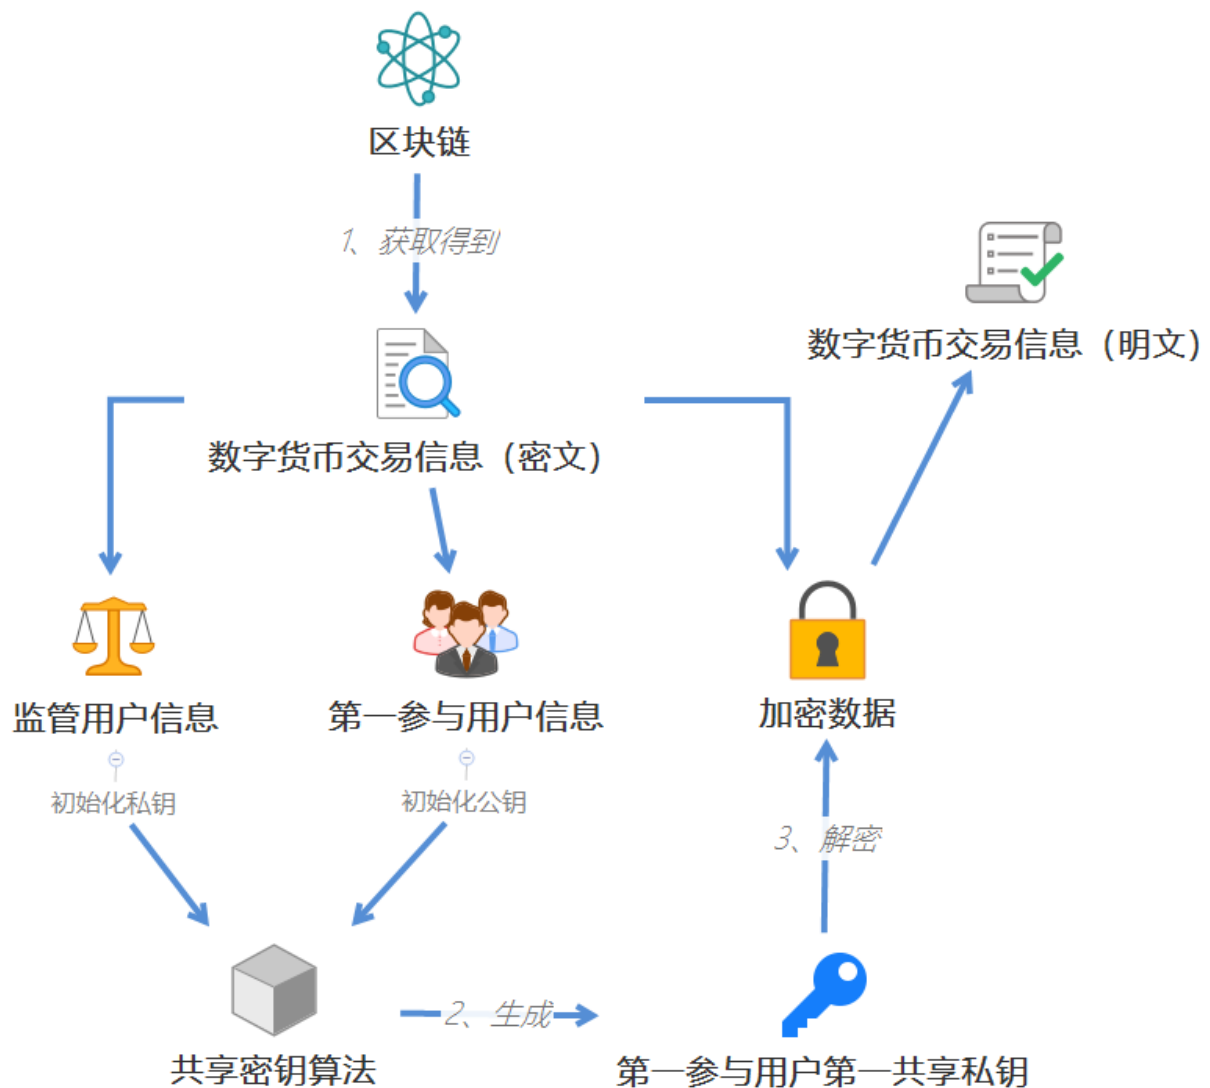 区块链
1、获取得到
数字货币交易信息（明文）
数字货币交易信息（密文）
监管用户信息
第一参与用户信息
加密数据
初始化私钥
初始化公钥
3、解密
2、生成
共享密钥算法
第一参与用户第一共享私钥